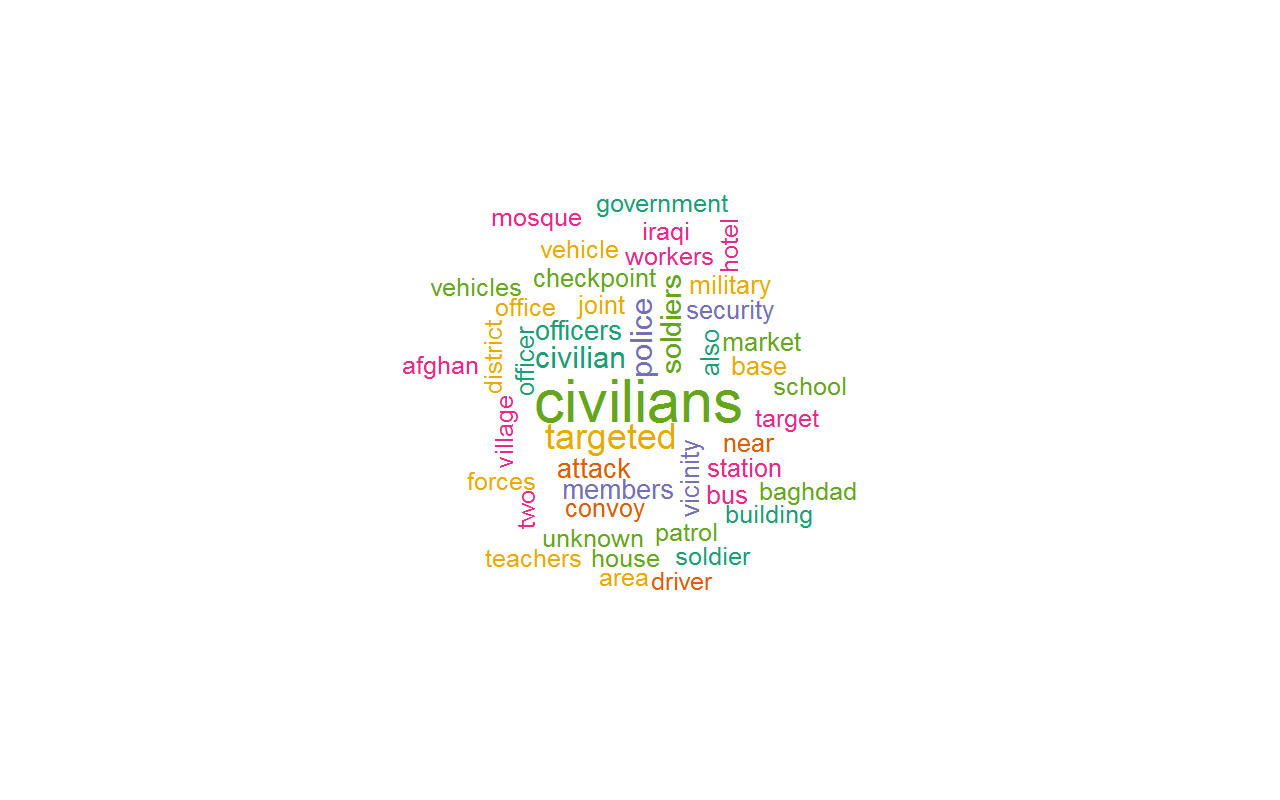 government
mosque
iraqi
hotel
vehicle
workers
checkpoint
vehicles
military
soldiers
office
joint
police
security
officers
district
officer
also
market
civilian
afghan
base
school
civilians
target
village
targeted
near
attack
station
vicinity
forces
members
bus
baghdad
two
convoy
building
unknown
patrol
teachers
house
soldier
area
driver